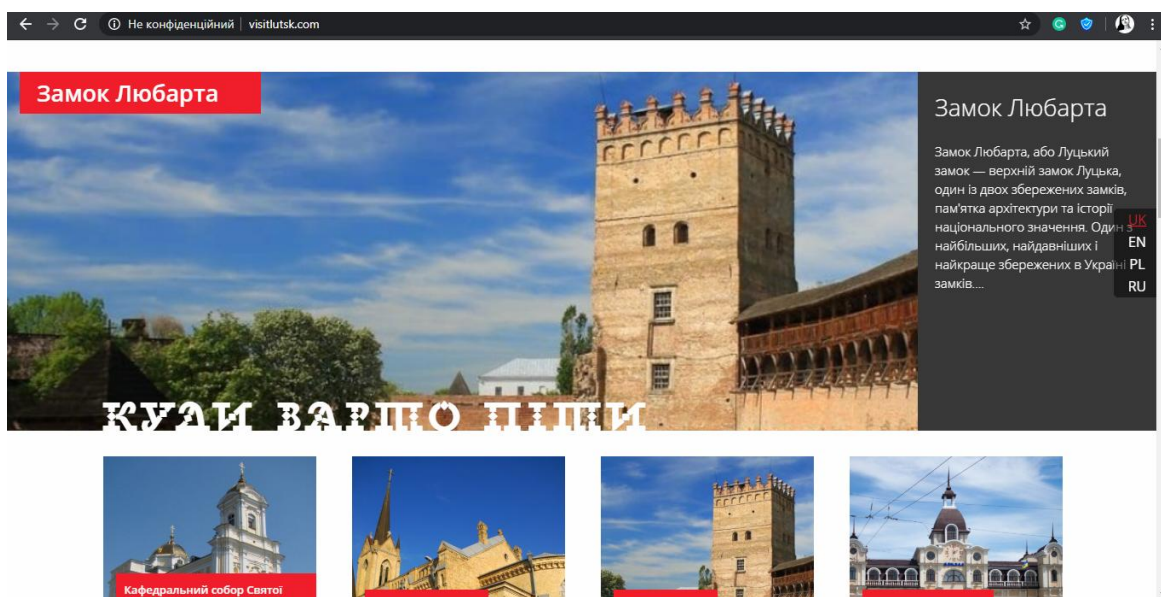 Не конфіденційний | visitlutsk.com
Замок Любарта
Замок Любарта
Замок Любарта, або Луцький
замок — верхній замок Луцька,
один із двох збережених замків,
пам'ятка архітектури та історії
національного значення. Один з
найбільших, найдавніших і
найкраще збережених в Україні
замків....
UK
EN
PL
RU
КУДИ ВАРТО ПІТИ
Кафедральний собор Святої